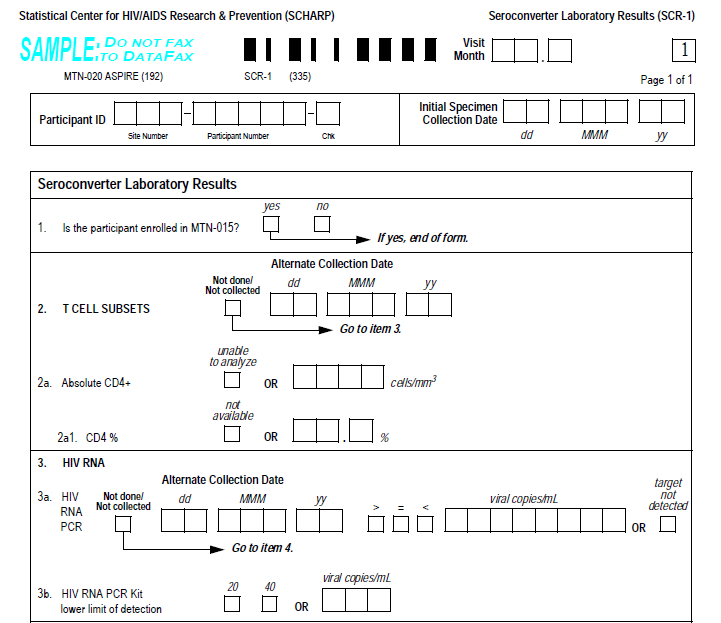 Statistical Center for HIV/AIDS Research & Prevention (SCHARP) Seroconverter Laboratory Results (SCR-1)
SAMPLE: DO NOT FAX
TO DATAFAX
Visit
Month . 1
MTN-020 ASPIRE (192) SCR-1 (335) Page 1 of 1
Participant ID - -
Site Number Participant Number Chk
Initial Specimen
Collection Date
dd MMM yy
Seroconverter Laboratory Results
yes no
1. Is the participant enrolled in MTN-015?
If yes, end of form.
Alternate Collection Date
Not done/
Not collected dd MMM yy
2. T CELL SUBSETS
Go to item 3.
unable
to analyze
2a. Absolute CD4+ OR cells/mm³
not
available
2a1. CD4 % OR . %
3. HIV RNA
Alternate Collection Date
3a. HIV
RNA
PCR
Not done/
Not collected dd MMM yy > = < viral copies/mL OR
target
not
detected
Go to item 4.
3b. HIV RNA PCR Kit
lower limit of detection
20 40 OR viral copies/mL